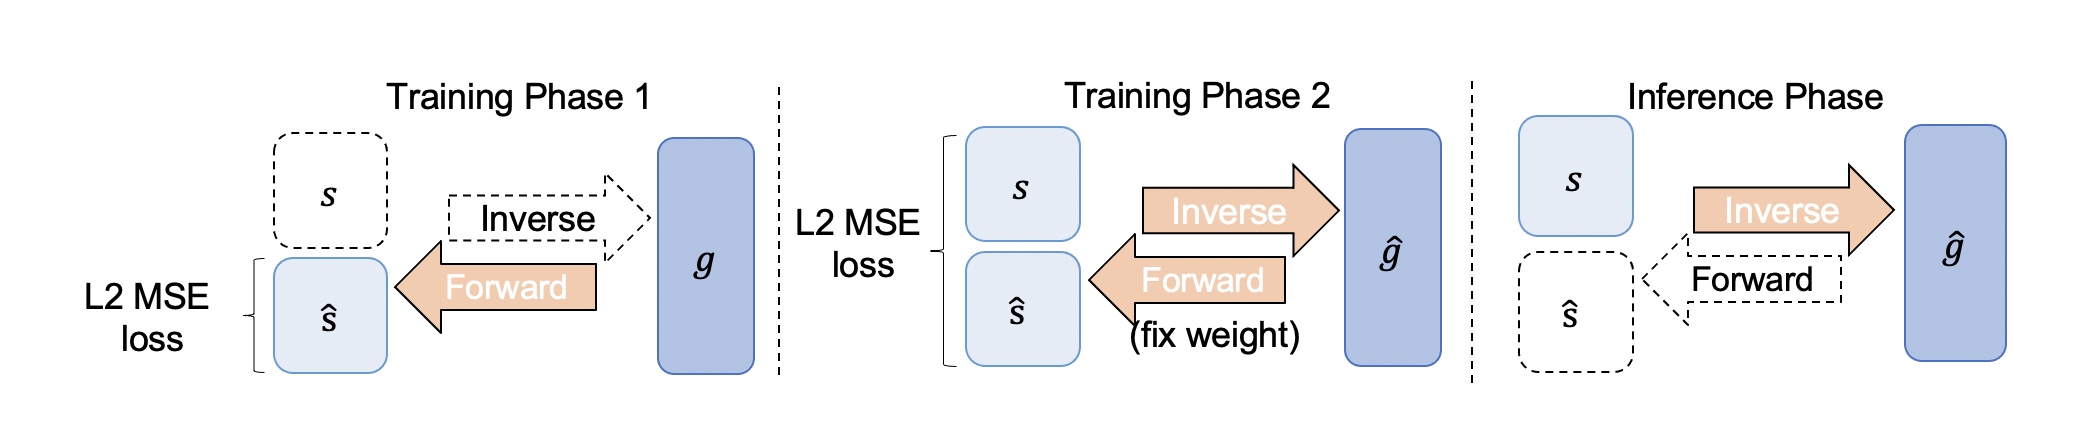 Training Phase 1
s
Inverse
g
Forward
L2 MSE
loss
ŝ
Training Phase 2
s
Inverse
L2 MSE
loss
ĝ
Forward
ŝ
(fix weight)
Inference Phase
s
Inverse
ĝ
Forward
ŝ